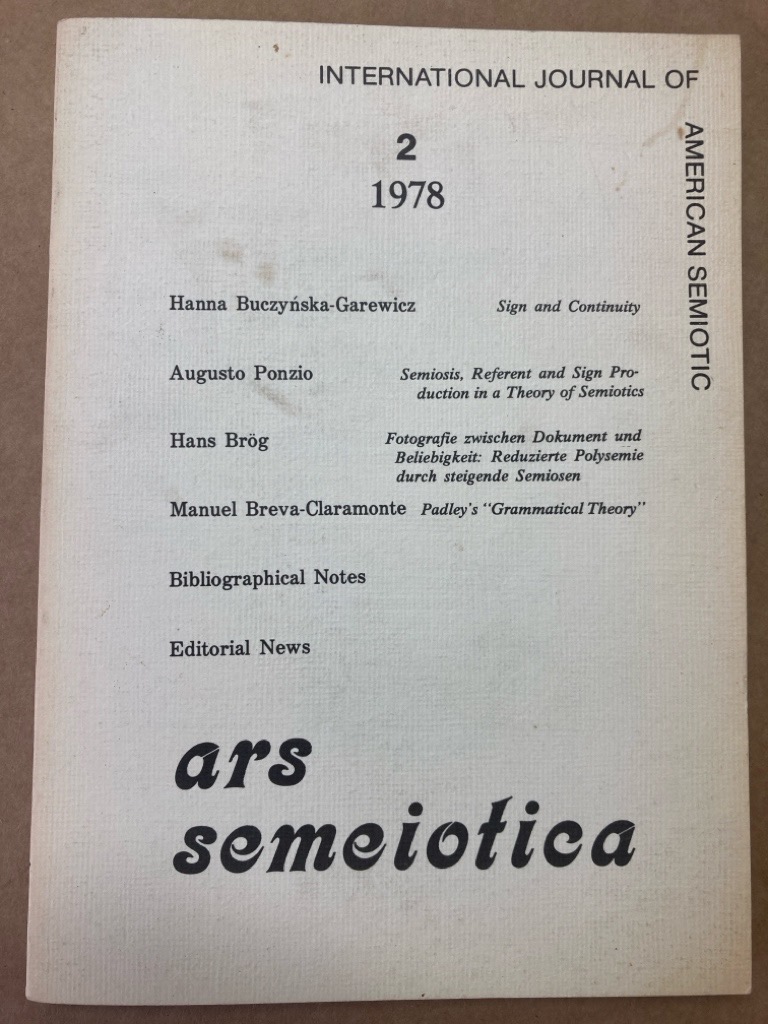 INTERNATIONAL JOURNAL OF
AMERICAN SEMIOTIC
2
1978
Hanna Buczyńska-Garewicz Sign and Continuity
Augusto Ponzio Semiosis, Referent and Sign Pro-
duction in a Theory of Semiotics
Hans Brög Fotografie zwischen Dokument und
Beliebigkeit: Reduzierte Polysemie
durch steigende Semiosen
Manuel Breva-Claramonte Padley's "Grammatical Theory"
Bibliographical Notes
Editorial News
ars
semeiotica